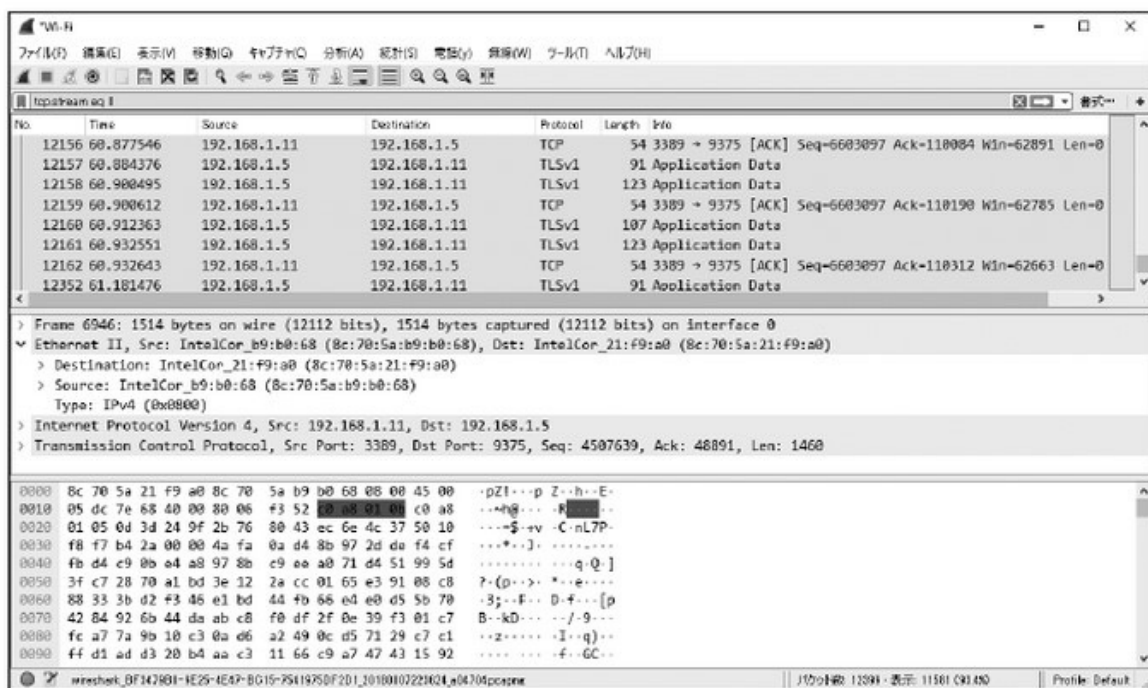 *Wi-Fi
ファイル(F) 編集(E) 表示(V) 移動(G) キャプチャ(C) 分析(A) 統計(S) 電話(y) 無線(W) ツール(T) ヘルプ(H)
tcp.stream eq 8 書式… +
No. Time Source Destination Protocol Length Info
12156 60.877546 192.168.1.11 192.168.1.5 TCP 54 3389 → 9375 [ACK] Seq=6603097 Ack=110084 Win=62891 Len=0
12157 60.884376 192.168.1.5 192.168.1.11 TLSv1 91 Application Data
12158 60.900495 192.168.1.5 192.168.1.11 TLSv1 123 Application Data
12159 60.900612 192.168.1.11 192.168.1.5 TCP 54 3389 → 9375 [ACK] Seq=6603097 Ack=110190 Win=62785 Len=0
12160 60.912363 192.168.1.5 192.168.1.11 TLSv1 107 Application Data
12161 60.932551 192.168.1.5 192.168.1.11 TLSv1 123 Application Data
12162 60.932643 192.168.1.11 192.168.1.5 TCP 54 3389 → 9375 [ACK] Seq=6603097 Ack=110312 Win=62663 Len=0
12352 61.181476 192.168.1.5 192.168.1.11 TLSv1 91 Application Data
Frame 6946: 1514 bytes on wire (12112 bits), 1514 bytes captured (12112 bits) on interface 0
Ethernet II, Src: IntelCor_b9:b0:68 (8c:70:5a:b9:b0:68), Dst: IntelCor_21:f9:a0 (8c:70:5a:21:f9:a0)
Destination: IntelCor_21:f9:a0 (8c:70:5a:21:f9:a0)
Source: IntelCor_b9:b0:68 (8c:70:5a:b9:b0:68)
Type: IPv4 (0x0800)
Internet Protocol Version 4, Src: 192.168.1.11, Dst: 192.168.1.5
Transmission Control Protocol, Src Port: 3389, Dst Port: 9375, Seq: 4507639, Ack: 48891, Len: 1460
0000 8c 70 5a 21 f9 a0 8c 70 5a b9 b0 68 08 00 45 00 ·pZ!···p Z··h··E·
0010 05 dc 7e 68 40 00 80 06 f3 52 c0 a8 01 0b c0 a8 ··~h@··· ·R······
0020 01 05 0d 3d 24 9f 2b 76 80 43 ec 6e 4c 37 50 10 ···=$·+v ·C·nL7P·
0030 f8 f7 b4 2a 00 00 4a fa 0a d4 8b 97 2d de f4 cf ···*··J· ····-···
0040 fb d4 c9 0b e4 a8 97 8b c9 ee a0 71 d4 51 99 5d ········ ···q·Q·]
0050 3f c7 28 70 a1 bd 3e 12 2a cc 01 65 e3 91 08 c8 ?·(p··>· *··e····
0060 88 33 3b d2 f3 46 e1 bd 44 fb 66 e4 e0 d5 5b 70 ·3;··F·· D·f···[p
0070 42 84 92 6b 44 da ab c8 f0 df 2f 0e 39 f3 01 c7 B··kD··· ··/·9···
0080 fc a7 7a 9b 10 c3 0a d6 a2 49 0c d5 71 29 c7 c1 ··z····· ·I··q)··
0090 ff d1 ad d3 20 b4 aa c3 11 66 c9 a7 47 43 15 92 ···· ··· ·f··GC··
Profile: Default